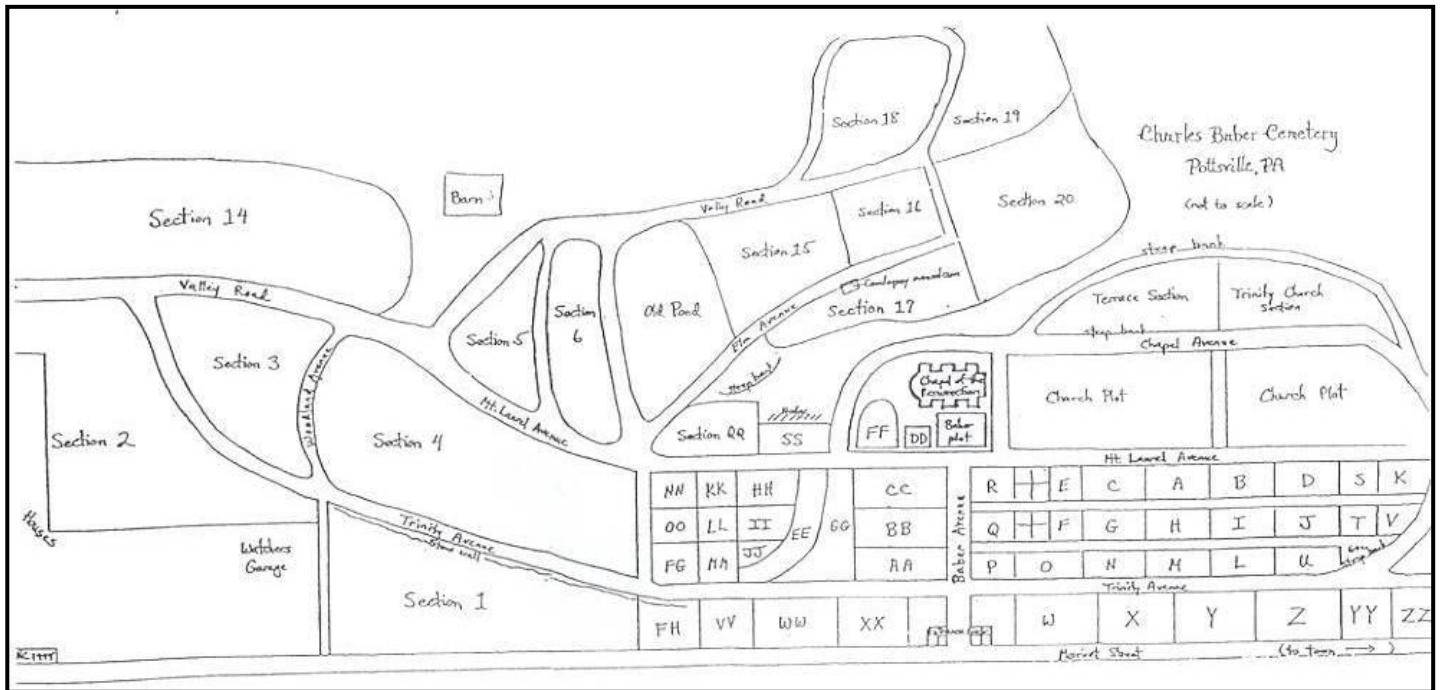 Charles Baber Cemetery
Pottsville, PA
(not to scale)
Section 18
Section 19
Section 14
Barn
Vally Road
Section 16
Section 20
Section 15
steep bank
Valley Road
Section 5
Section 6
Old Pond
Elm Avenue
Section 17
Terrace Section
Trinity Church Section
steep bank
Chapel Avenue
Section 3
Woodland Avenue
Mt. Laurel Avenue
steep bank
Chapel of the Resurrection
Church Plot
Church Plot
Section 2
Section 4
Section QQ
SS
FF
DD
Baber plot
Mt Laurel Avenue
NN
KK
HH
CC
R
E
C
A
B
D
S
K
OO
LL
II
EE
GG
BB
Baber Avenue
Q
F
G
H
I
J
T
V
Houses
Trinity Avenue
Stone wall
FG
MM
JJ
AA
P
O
N
M
L
U
Watchers Garage
Trinity Avenue
Section 1
FH
VV
WW
XX
W
X
Y
Z
YY
ZZ
Market Street
(to town → )